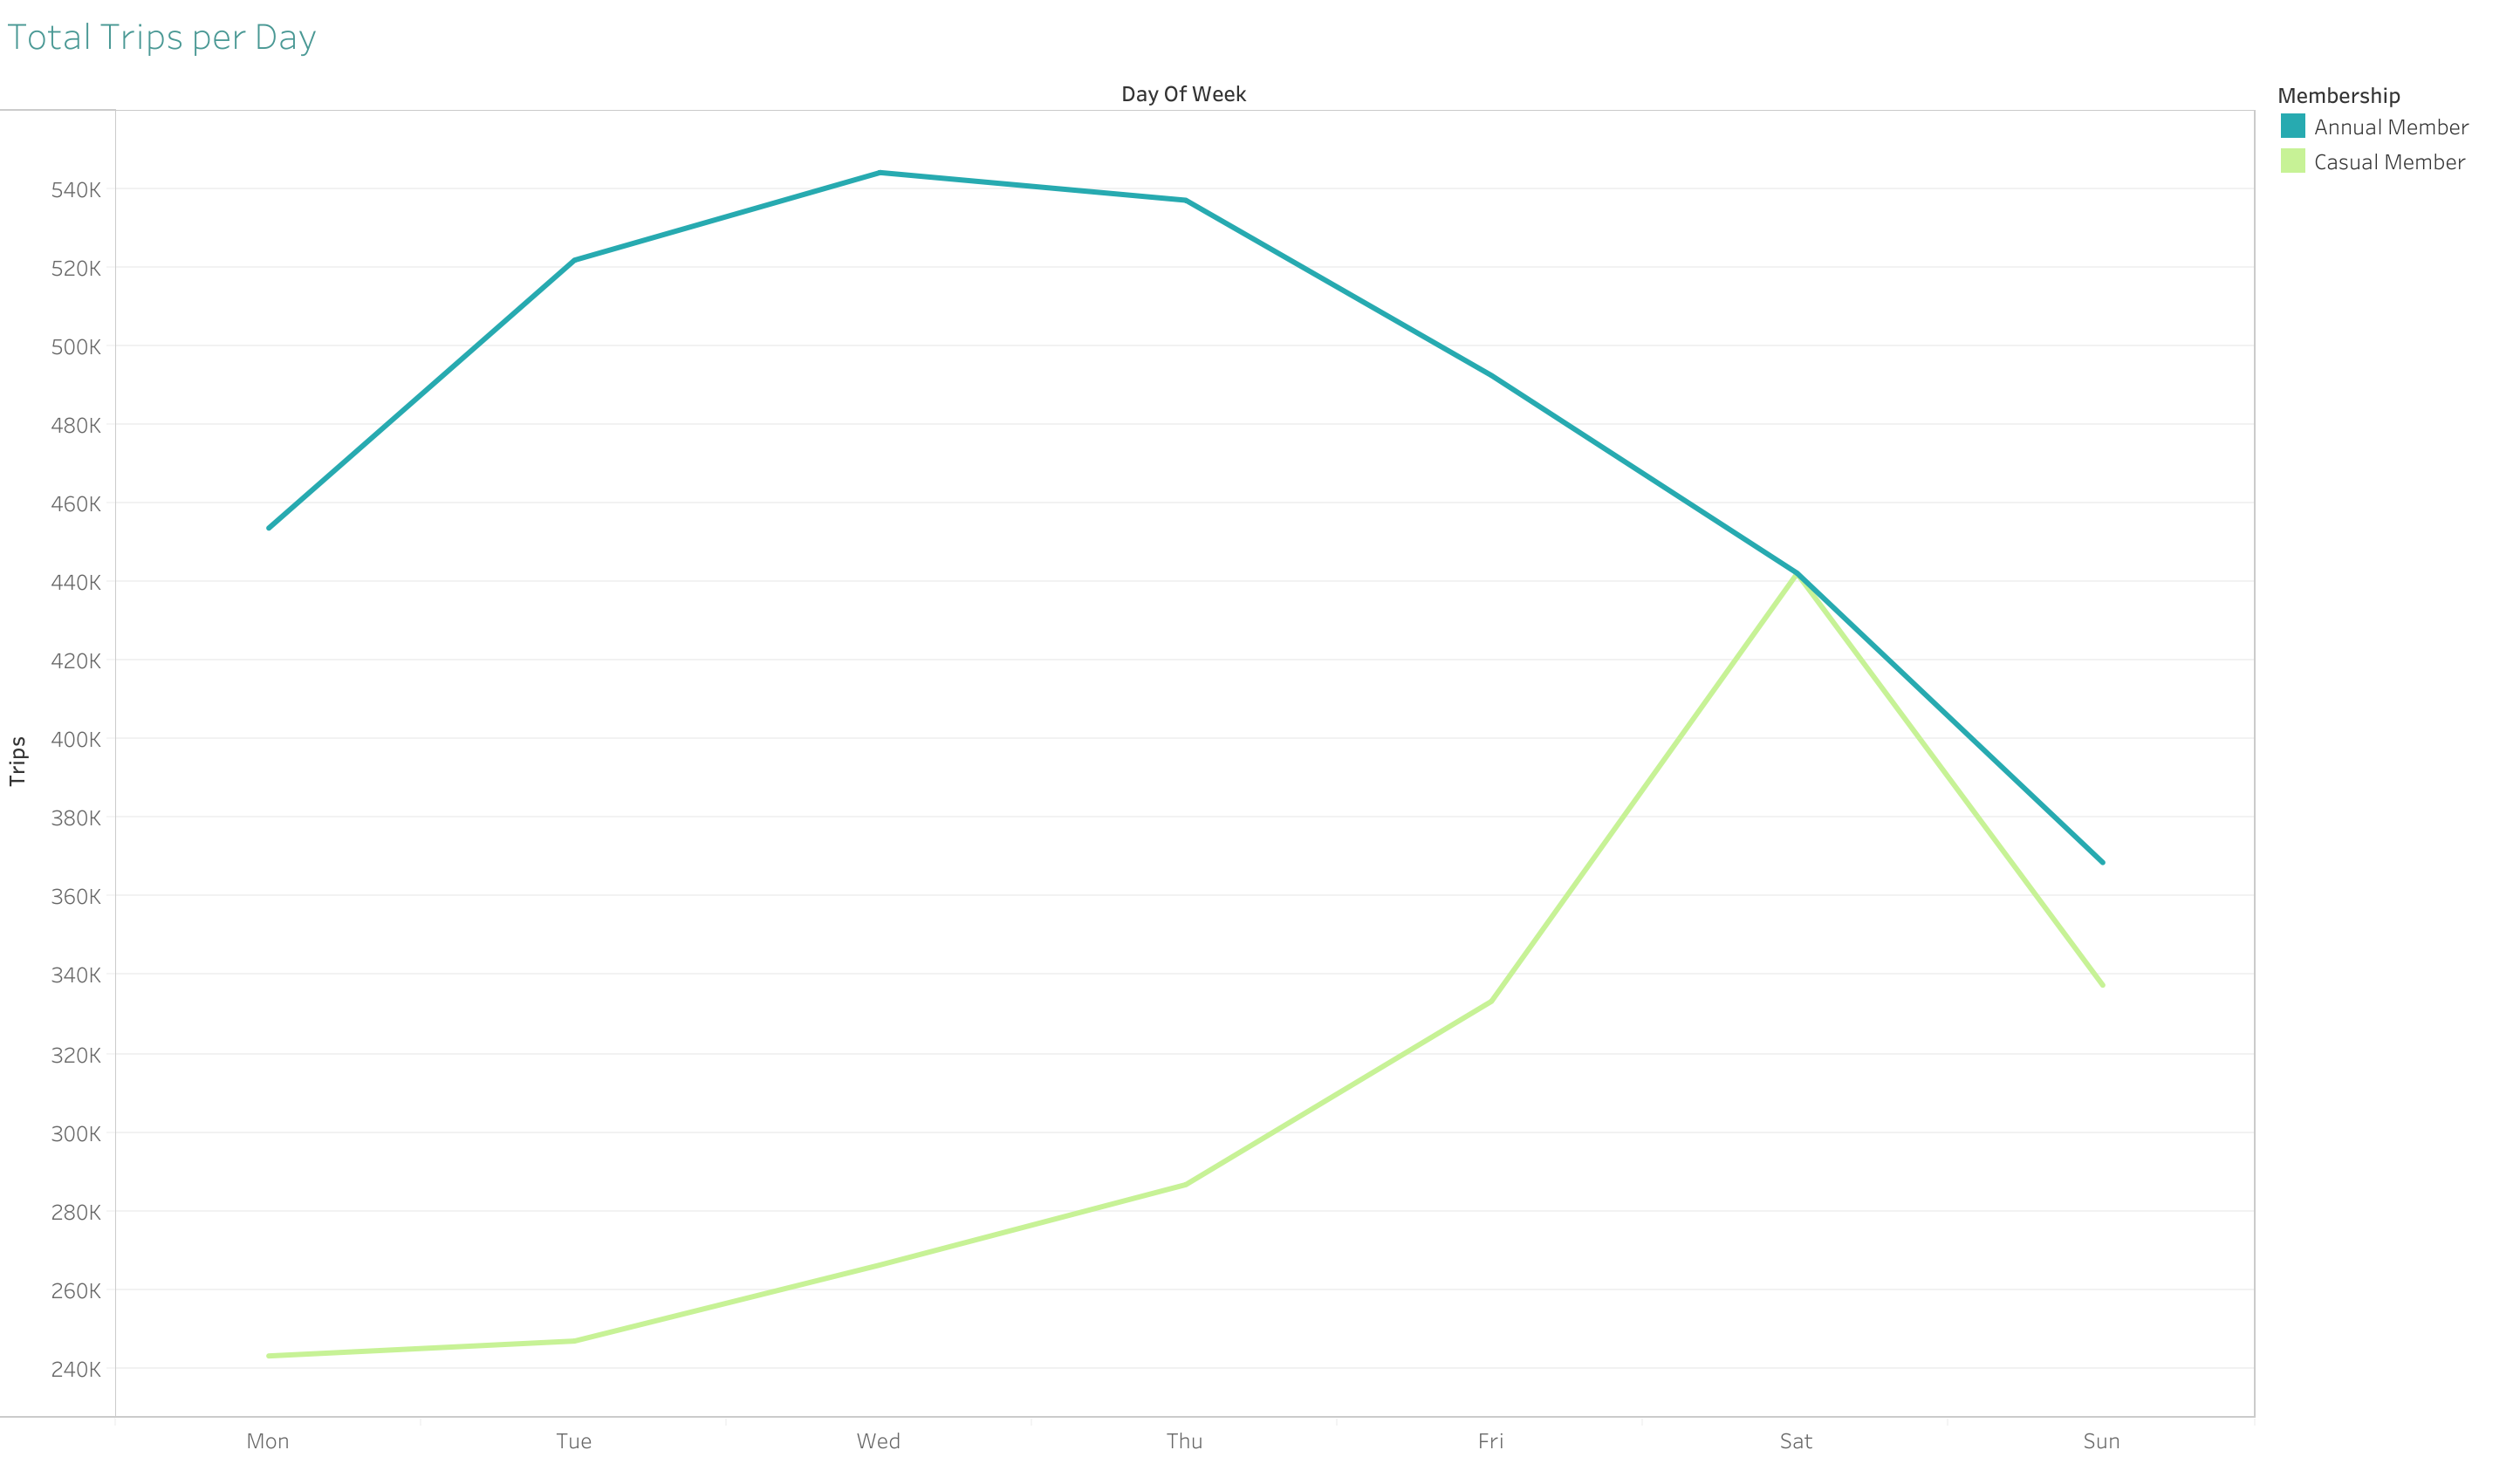 Total Trips per Day
Day Of Week
Membership
Annual Member
Casual Member
Trips
540K
520K
500K
480K
460K
440K
420K
400K
380K
360K
340K
320K
300K
280K
260K
240K
Mon Tue Wed Thu Fri Sat Sun